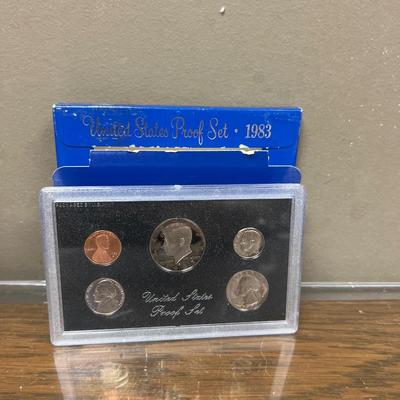 United States Proof Set · 1983
United States
Proof Set